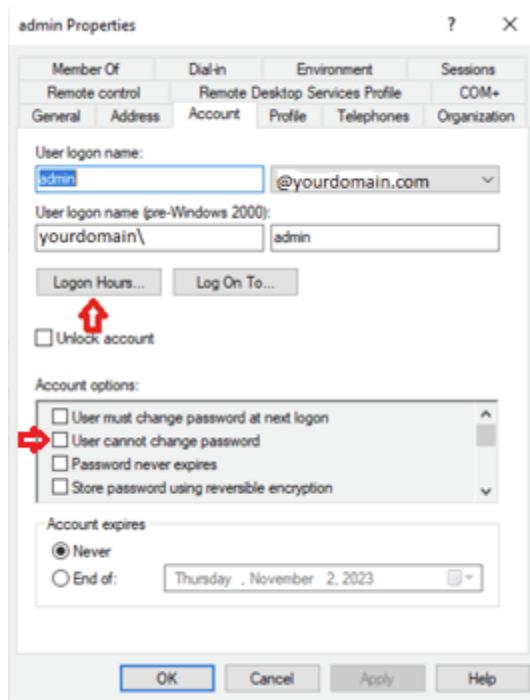 admin Properties ? ×
Member Of Dial-in Environment Sessions
Remote control Remote Desktop Services Profile COM+
General Address Account Profile Telephones Organization
User logon name:
admin @yourdomain.com
User logon name (pre-Windows 2000):
yourdomain\ admin
Logon Hours... Log On To...
Unlock account
Account options:
User must change password at next logon
User cannot change password
Password never expires
Store password using reversible encryption
Account expires
Never
End of: Thursday , November 2, 2023
OK Cancel Apply Help